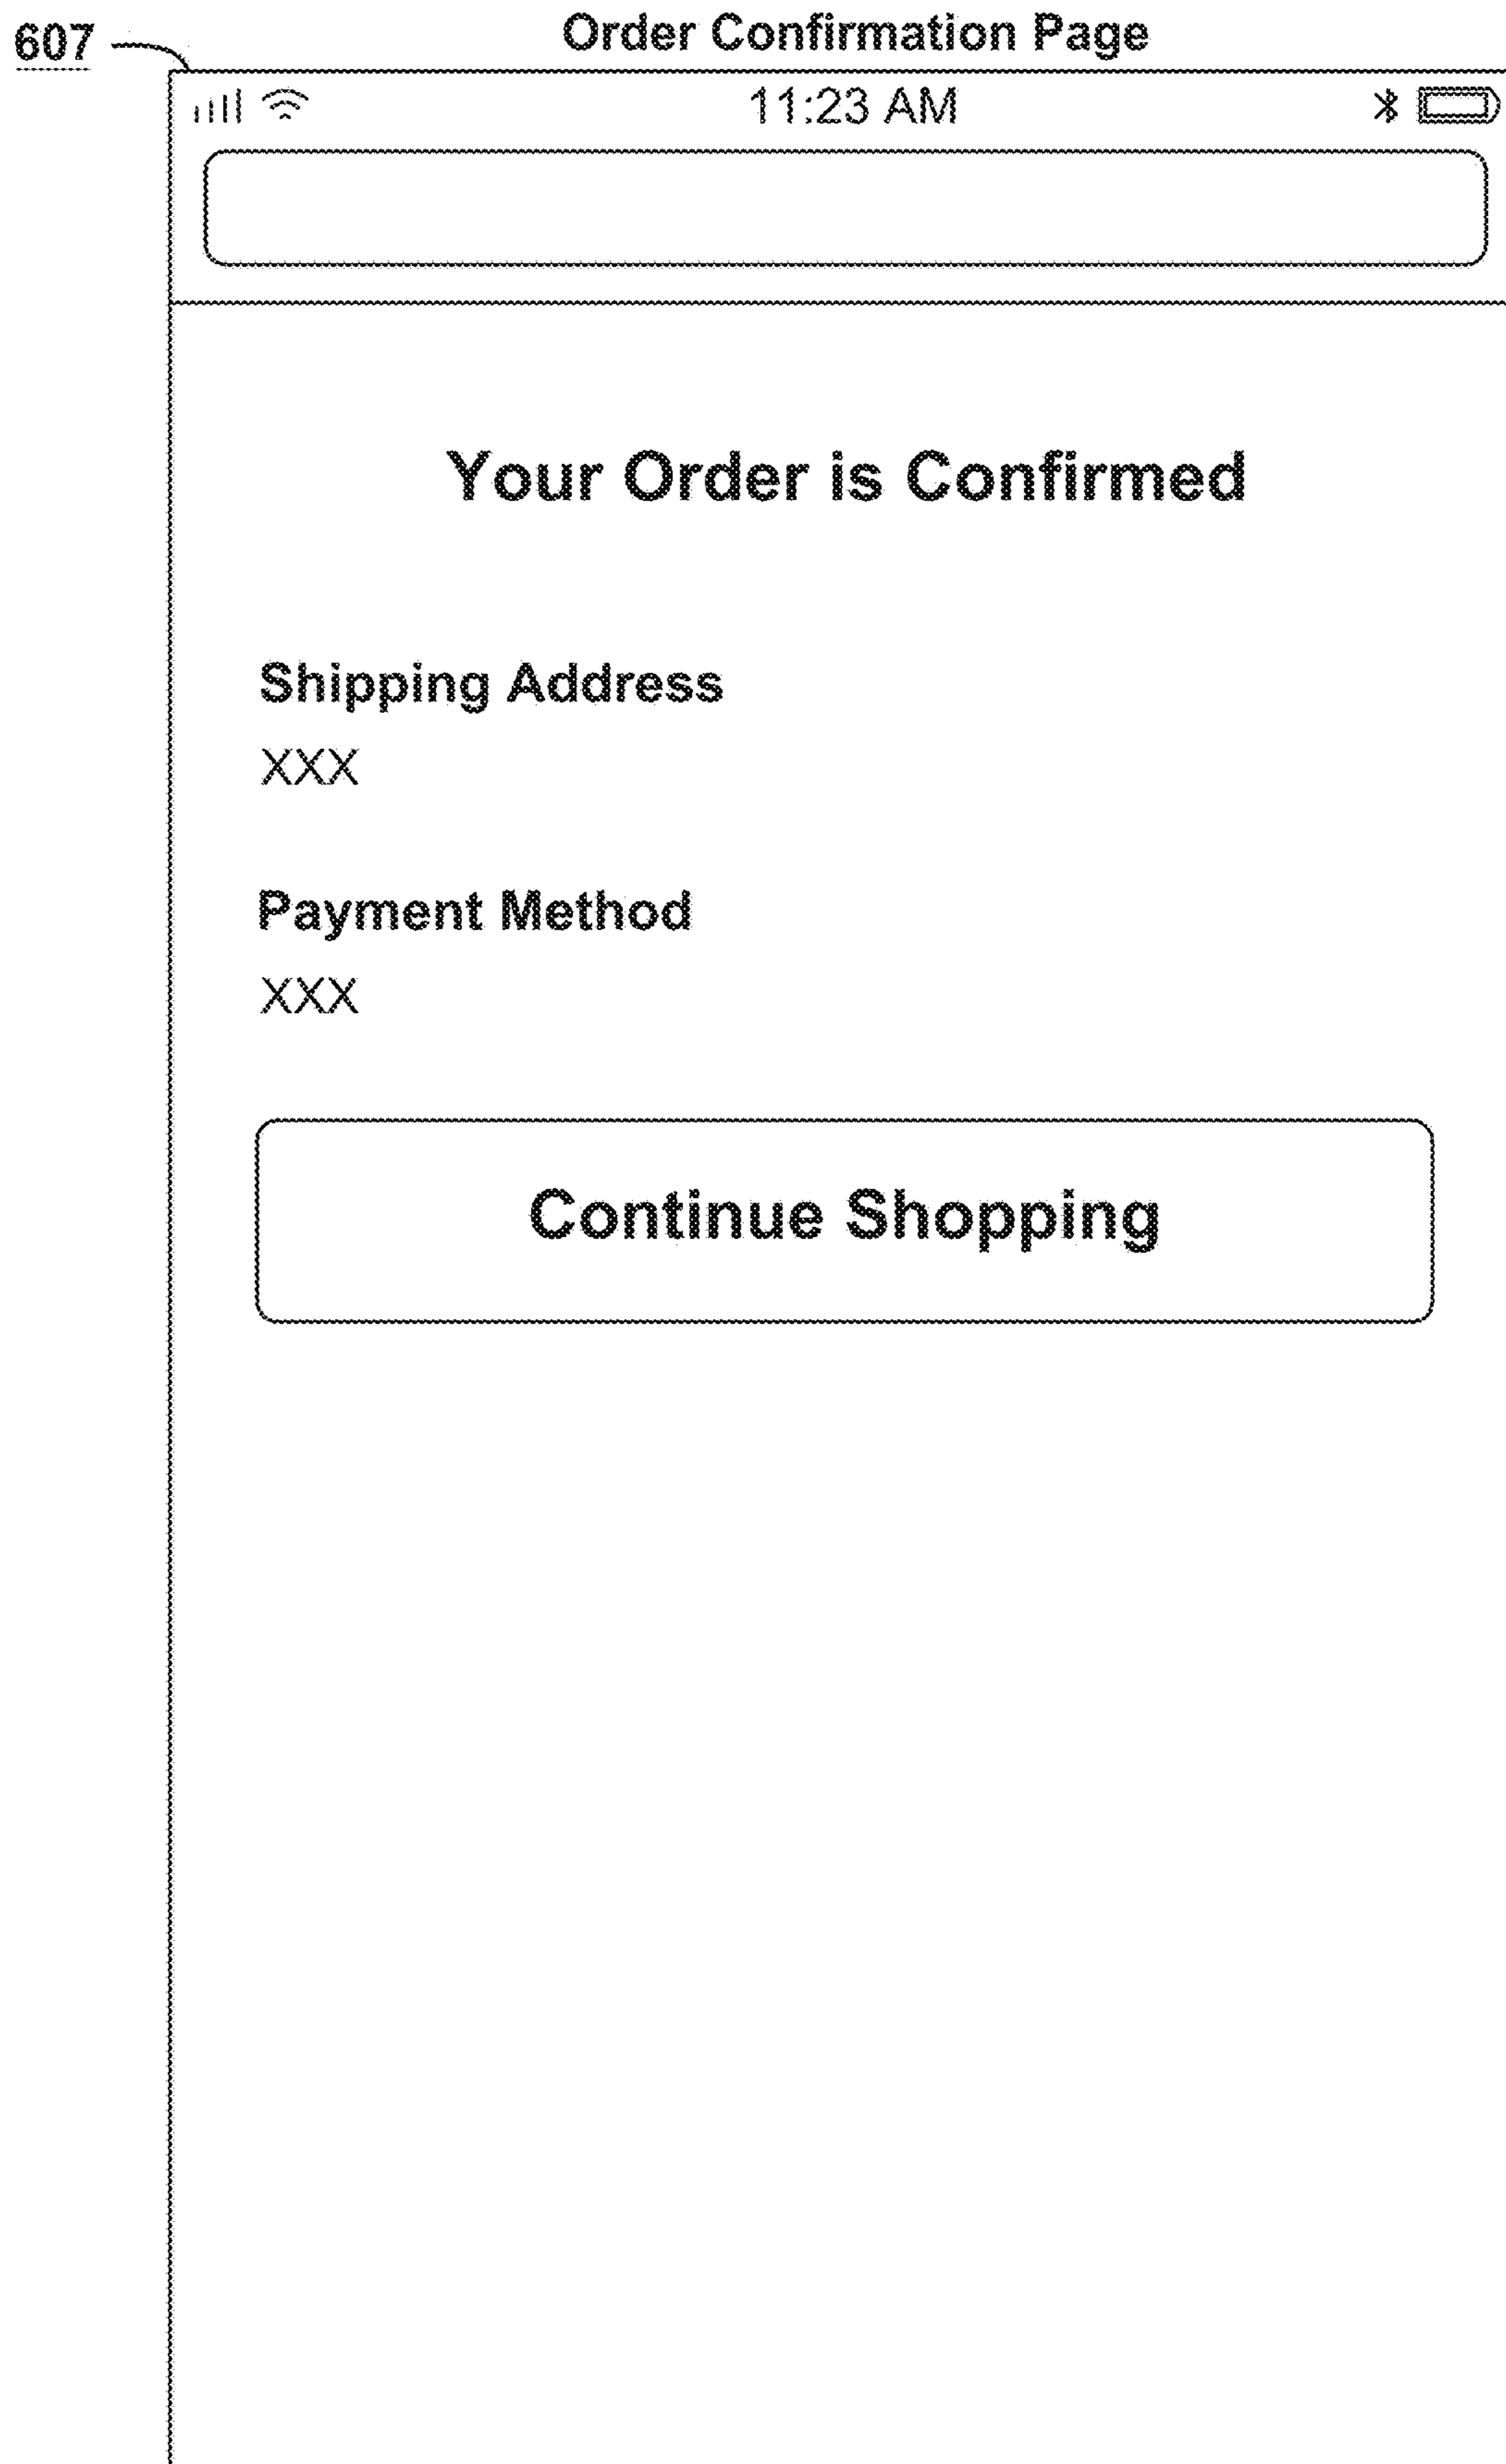 607
Order Confirmation Page
11:23 AM
Your Order is Confirmed
Shipping Address
XXX
Payment Method
XXX
Continue Shopping